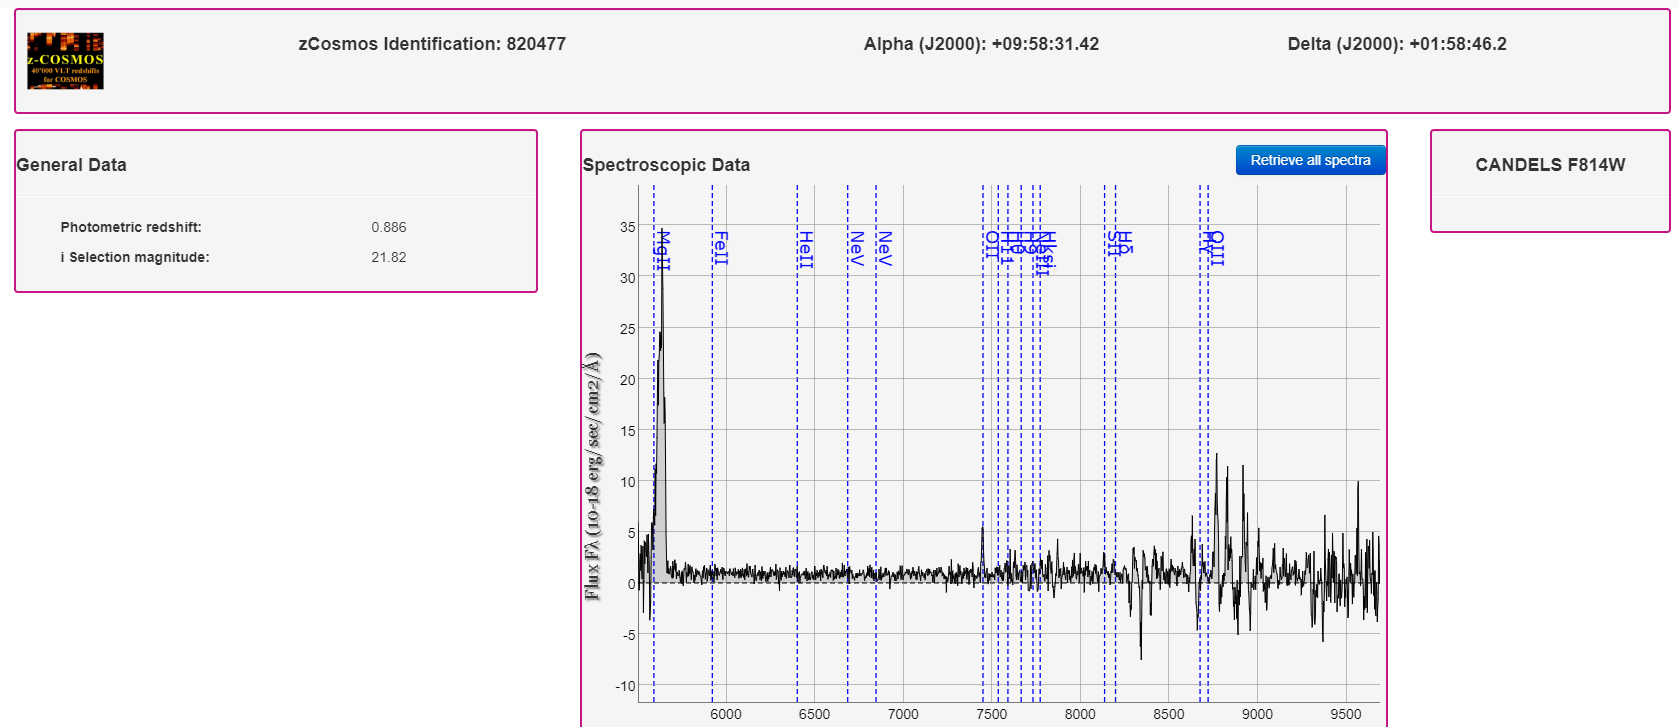 z-COSMOS
40'000 VLT redshifts
for COSMOS
zCosmos Identification: 820477
Alpha (J2000): +09:58:31.42
Delta (J2000): +01:58:46.2
General Data
Photometric redshift: 0.886
i Selection magnitude: 21.82
Spectroscopic Data
Retrieve all spectra
Flux Fλ (10-18 erg/sec/cm2/Å)
35
30
25
20
15
10
5
0
-5
-10
MgII
FeII
HeII
NeV
NeV
OII
SII
Hδ
Hγ
OIII
6000 6500 7000 7500 8000 8500 9000 9500
CANDELS F814W